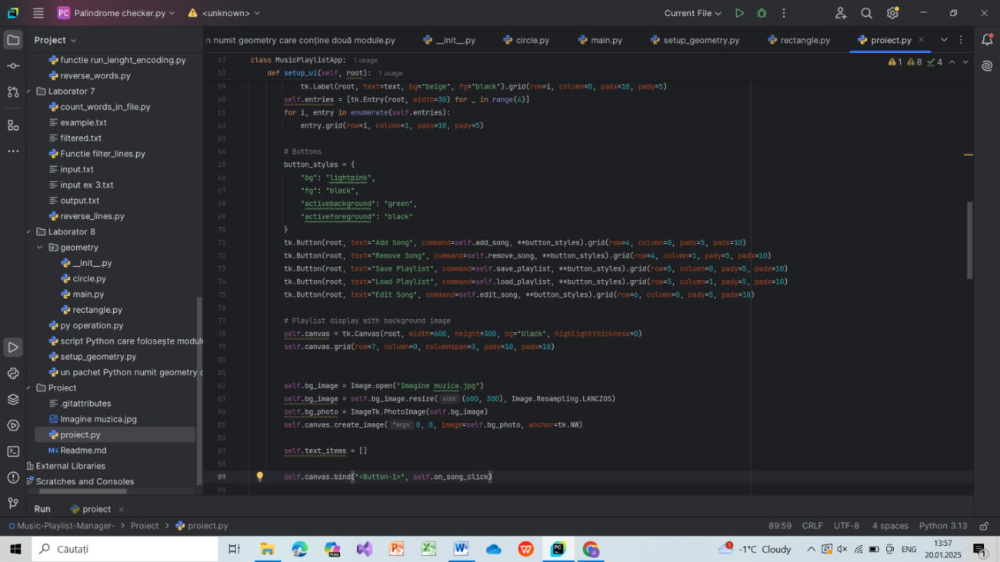 PC Palindrome checker.py <unknown> Current File
Project n numit geometry care conține două module.py __init__.py circle.py main.py setup_geometry.py rectangle.py proiect.py
functie run_lenght_encoding.py
reverse_words.py
Laborator 7
count_words_in_file.py
example.txt
filtered.txt
Functie filter_lines.py
input.txt
input ex 3.txt
output.txt
reverse_lines.py
Laborator 8
geometry
__init__.py
circle.py
main.py
rectangle.py
py operation.py
script Python care folosește modulu
setup_geometry.py
un pachet Python numit geometry c
Project
.gitattributes
Imagine muzica.jpg
proiect.py
M↓ Readme.md
External Libraries
Scratches and Consoles
1 8 4
47 class MusicPlaylistApp: 1 usage
53 def setup_ui(self, root): 1 usage
59 tk.Label(root, text=text, bg="beige", fg="black").grid(row=i, column=0, padx=10, pady=5)
60 self.entries = [tk.Entry(root, width=30) for _ in range(4)]
61 for i, entry in enumerate(self.entries):
62 entry.grid(row=i, column=1, padx=10, pady=5)
63
64 # Buttons
65 button_styles = {
66 "bg": "lightpink",
67 "fg": "black",
68 "activebackground": "green",
69 "activeforeground": "black"
70 }
71 tk.Button(root, text="Add Song", command=self.add_song, **button_styles).grid(row=4, column=0, pady=5, padx=10)
72 tk.Button(root, text="Remove Song", command=self.remove_song, **button_styles).grid(row=4, column=1, pady=5, padx=10)
73 tk.Button(root, text="Save Playlist", command=self.save_playlist, **button_styles).grid(row=5, column=0, pady=5, padx=10)
74 tk.Button(root, text="Load Playlist", command=self.load_playlist, **button_styles).grid(row=5, column=1, pady=5, padx=10)
75 tk.Button(root, text="Edit Song", command=self.edit_song, **button_styles).grid(row=6, column=0, pady=5, padx=10)
76
77 # Playlist display with background image
78 self.canvas = tk.Canvas(root, width=600, height=300, bg="black", highlightthickness=0)
79 self.canvas.grid(row=7, column=0, columnspan=3, pady=10, padx=10)
80
81
82 self.bg_image = Image.open("Imagine muzica.jpg")
83 self.bg_image = self.bg_image.resize( size: (600, 300), Image.Resampling.LANCZOS)
84 self.bg_photo = ImageTk.PhotoImage(self.bg_image)
85 self.canvas.create_image( *args: 0, 0, image=self.bg_photo, anchor=tk.NW)
86
87 self.text_items = []
88
89 self.canvas.bind("<Button-1>", self.on_song_click)
90
Run proiect
Music-Playlist-Manager- > Proiect > proiect.py 89:59 CRLF UTF-8 4 spaces Python 3.13
Căutați -1°C Cloudy ENG 13:57
20.01.2025